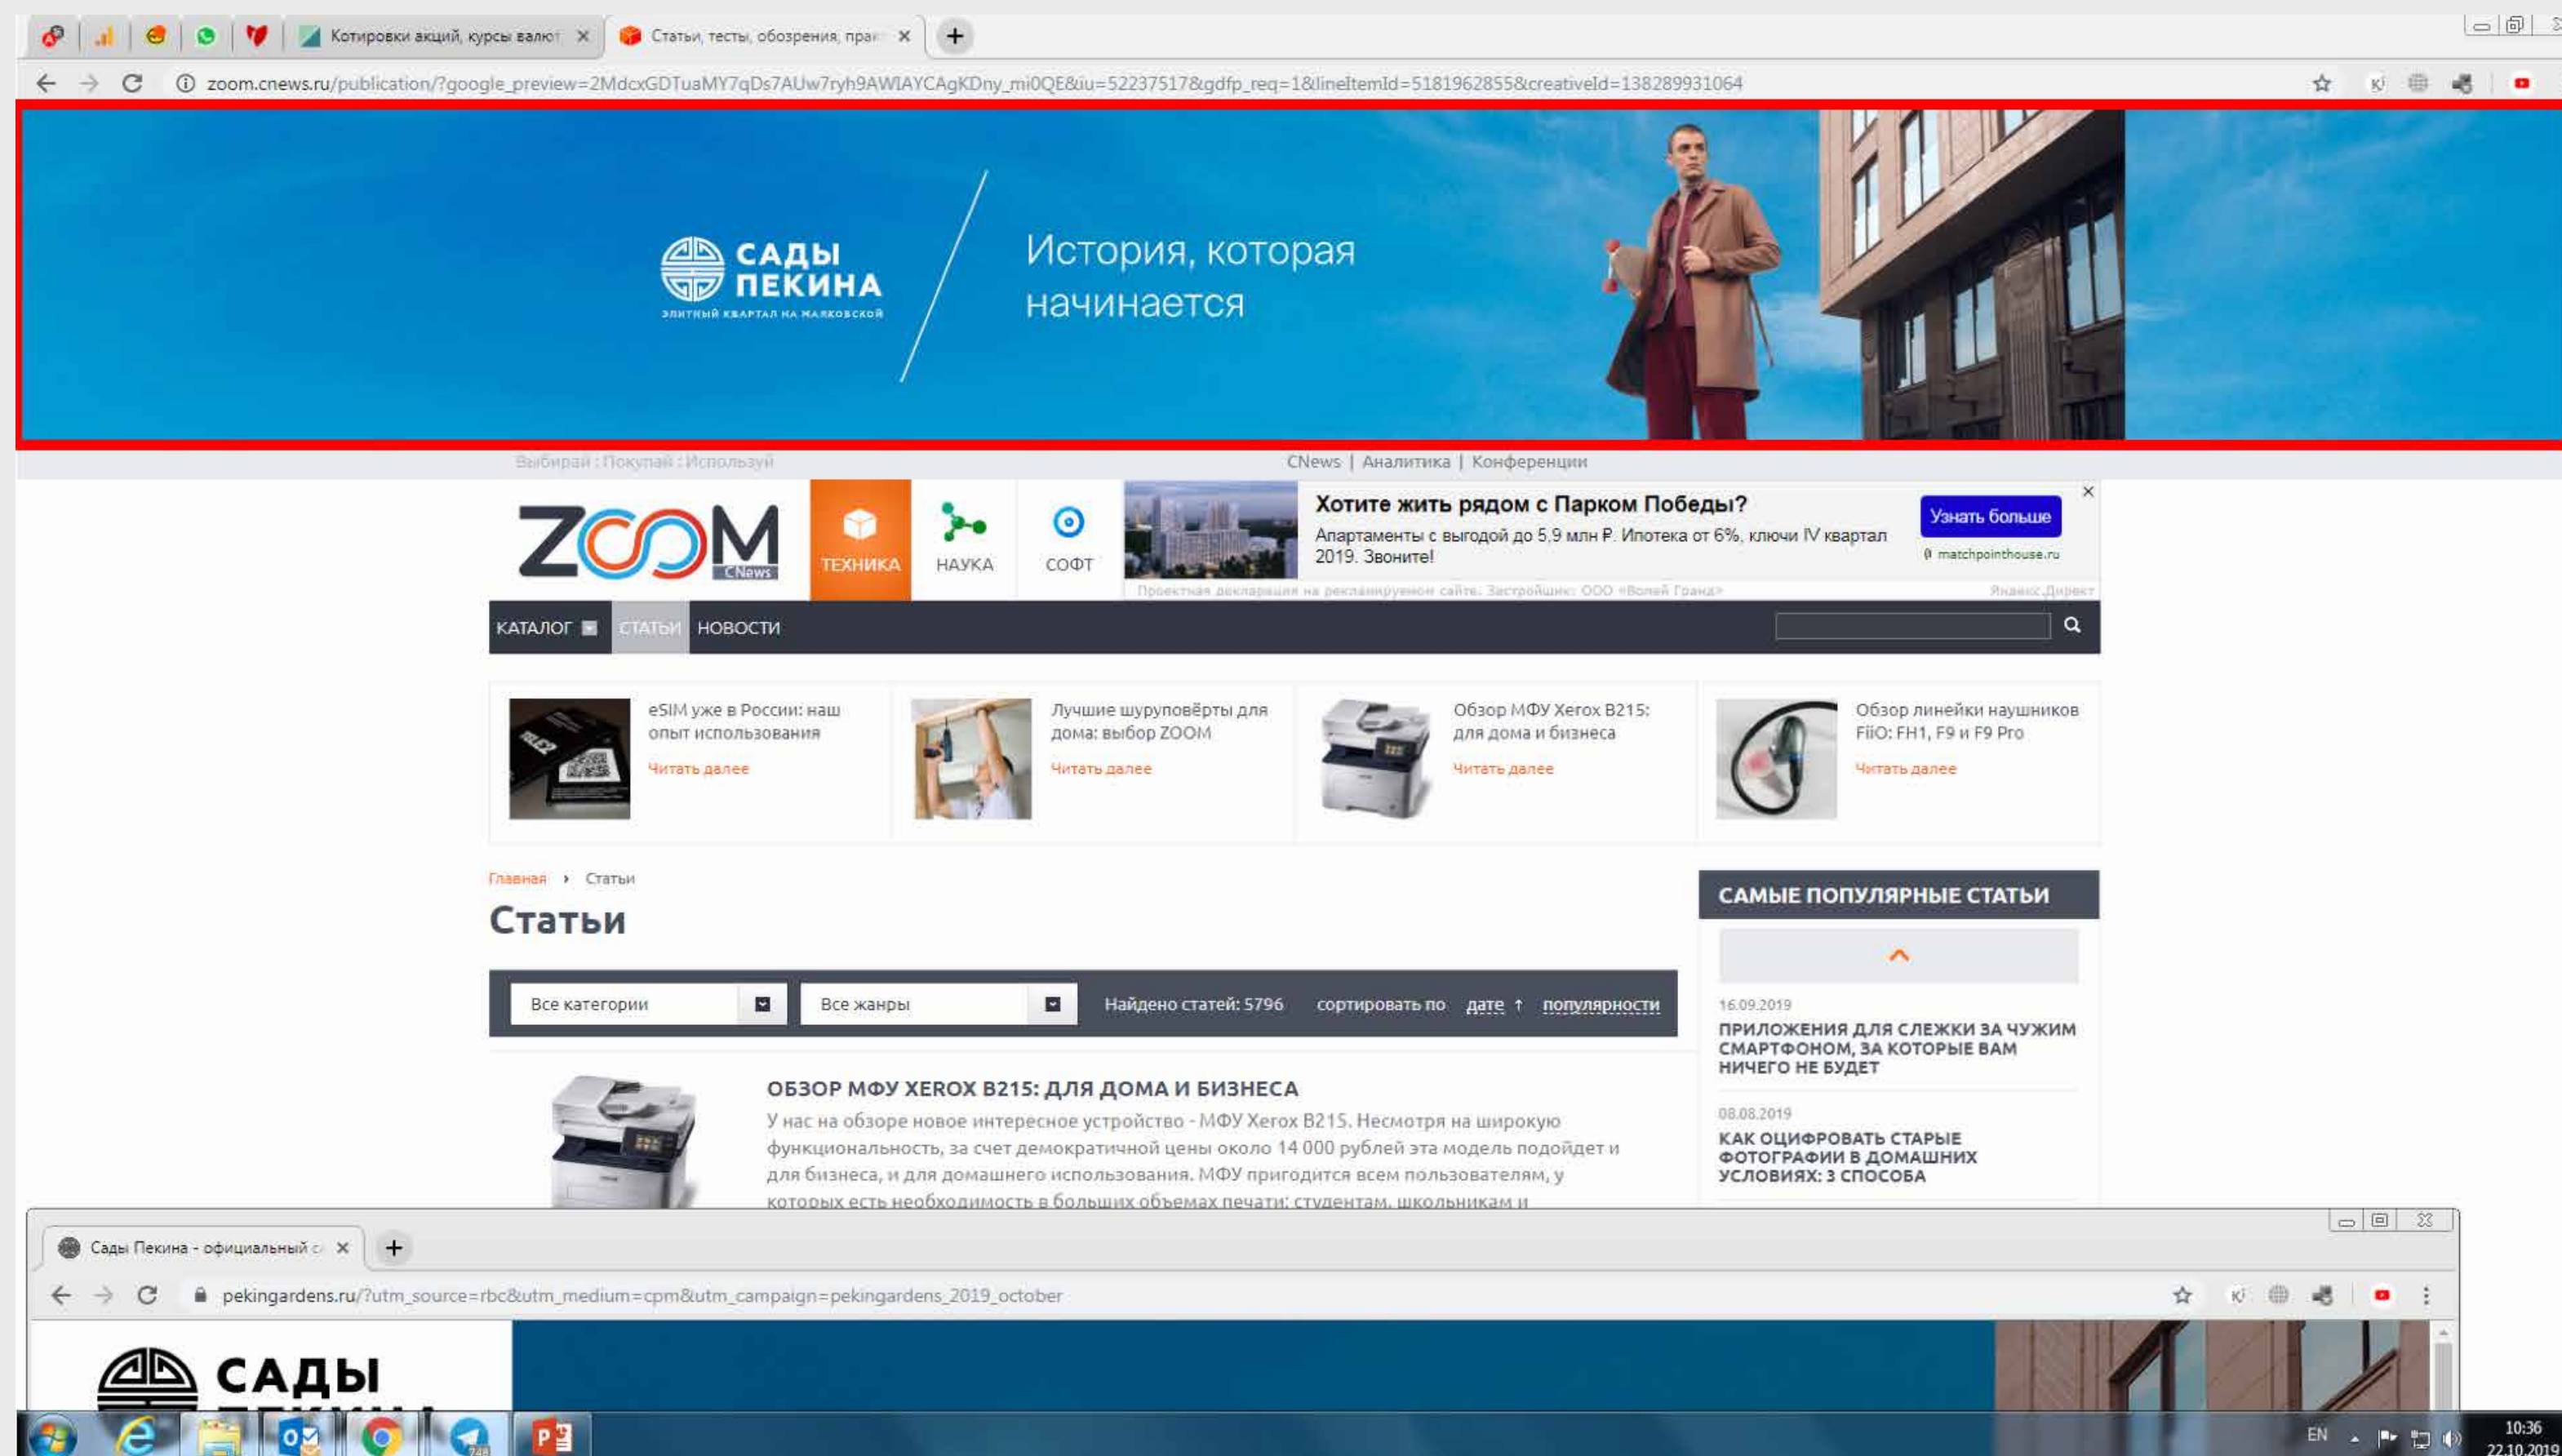 Котировки акций, курсы валют
Статьи, тесты, обозрения, прак
zoom.cnews.ru/publication/?google_preview=2MdcxGDTuaMY7qDs7AUw7ryh9AWIAYCAgKDny_mi0QE&iu=52237517&gdfp_req=1&lineItemId=5181962855&creativeId=138289931064
САДЫ
ПЕКИНА
ЭЛИТНЫЙ КВАРТАЛ НА МАЯКОВСКОЙ
История, которая
начинается
Выбирай : Покупай : Используй
CNews | Аналитика | Конференции
ZOOM
CNews
ТЕХНИКА
НАУКА
СОФТ
Хотите жить рядом с Парком Победы?
Апартаменты с выгодой до 5,9 млн ₽. Ипотека от 6%, ключи IV квартал
2019. Звоните!
Узнать больше
matchpointhouse.ru
Проектная декларация на рекламируемом сайте. Застройщик: ООО «Волей Гранд»
Яндекс.Директ
КАТАЛОГ СТАТЬИ НОВОСТИ
eSIM уже в России: наш
опыт использования
Читать далее
TELE2
Лучшие шуруповёрты для
дома: выбор ZOOM
Читать далее
Обзор МФУ Xerox B215:
для дома и бизнеса
Читать далее
Обзор линейки наушников
FiiO: FH1, F9 и F9 Pro
Читать далее
Главная › Статьи
Статьи
Все категории
Все жанры
Найдено статей: 5796
сортировать по дате ↑ популярности
ОБЗОР МФУ XEROX B215: ДЛЯ ДОМА И БИЗНЕСА
У нас на обзоре новое интересное устройство - МФУ Xerox B215. Несмотря на широкую
функциональность, за счет демократичной цены около 14 000 рублей эта модель подойдет и
для бизнеса, и для домашнего использования. МФУ пригодится всем пользователям, у
которых есть необходимость в больших объемах печати: студентам, школьникам и
САМЫЕ ПОПУЛЯРНЫЕ СТАТЬИ
16.09.2019
ПРИЛОЖЕНИЯ ДЛЯ СЛЕЖКИ ЗА ЧУЖИМ
СМАРТФОНОМ, ЗА КОТОРЫЕ ВАМ
НИЧЕГО НЕ БУДЕТ
08.08.2019
КАК ОЦИФРОВАТЬ СТАРЫЕ
ФОТОГРАФИИ В ДОМАШНИХ
УСЛОВИЯХ: 3 СПОСОБА
Сады Пекина - официальный с
pekingardens.ru/?utm_source=rbc&utm_medium=cpm&utm_campaign=pekingardens_2019_october
САДЫ
ПЕКИНА
EN
10:36
22.10.2019